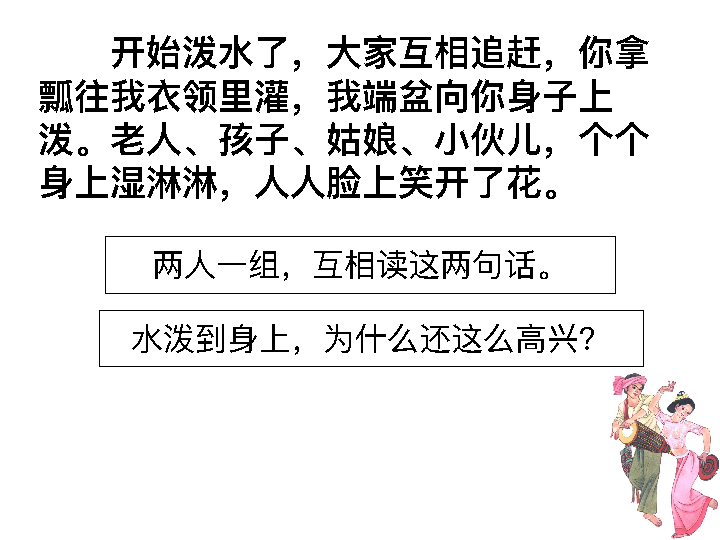 开始泼水了，大家互相追赶，你拿
瓢往我衣领里灌，我端盆向你身子上
泼。老人、孩子、姑娘、小伙儿，个个
身上湿淋淋，人人脸上笑开了花。
两人一组，互相读这两句话。
水泼到身上，为什么还这么高兴？